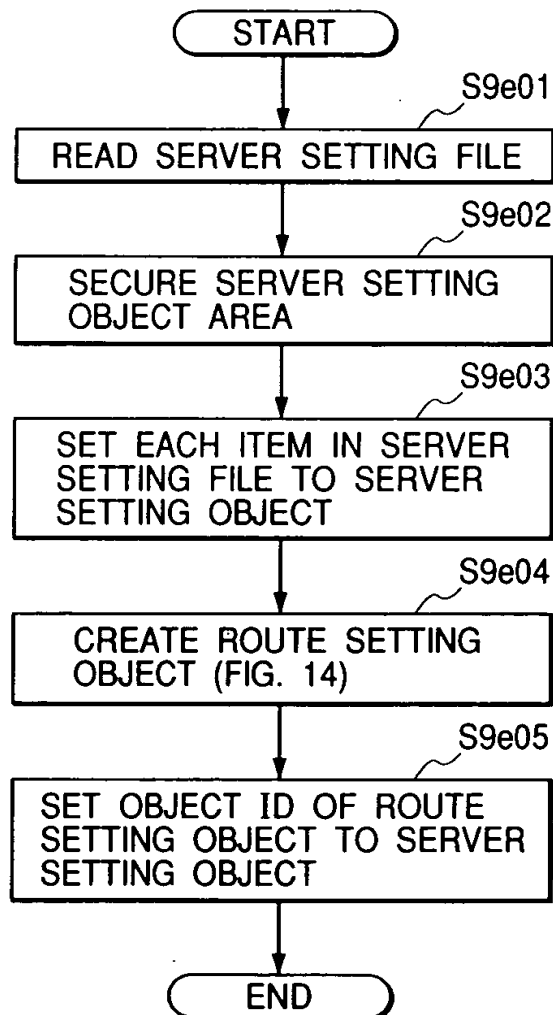 START
S9e01
READ SERVER SETTING FILE
S9e02
SECURE SERVER SETTING
OBJECT AREA
S9e03
SET EACH ITEM IN SERVER
SETTING FILE TO SERVER
SETTING OBJECT
S9e04
CREATE ROUTE SETTING
OBJECT (FIG. 14)
S9e05
SET OBJECT ID OF ROUTE
SETTING OBJECT TO SERVER
SETTING OBJECT
END